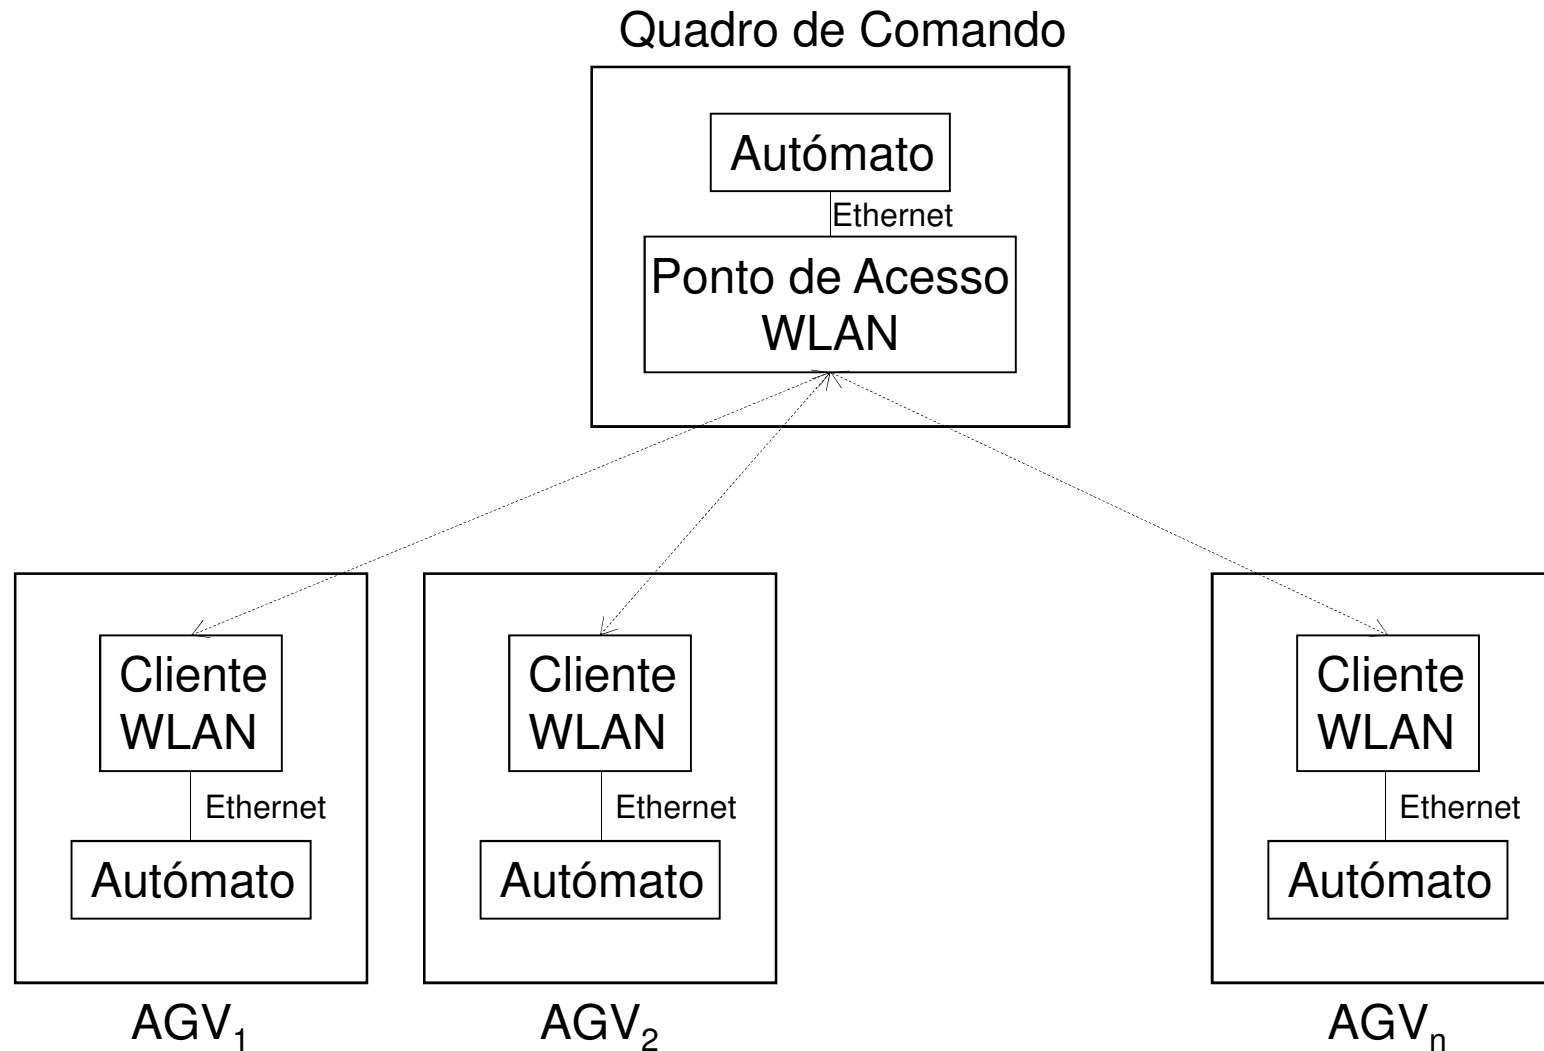 Quadro de Comando
Autómato
Ethernet
Ponto de Acesso
WLAN
Cliente
WLAN
Ethernet
Autómato
AGV₁
Cliente
WLAN
Ethernet
Autómato
AGV₂
Cliente
WLAN
Ethernet
Autómato
AGVₙ